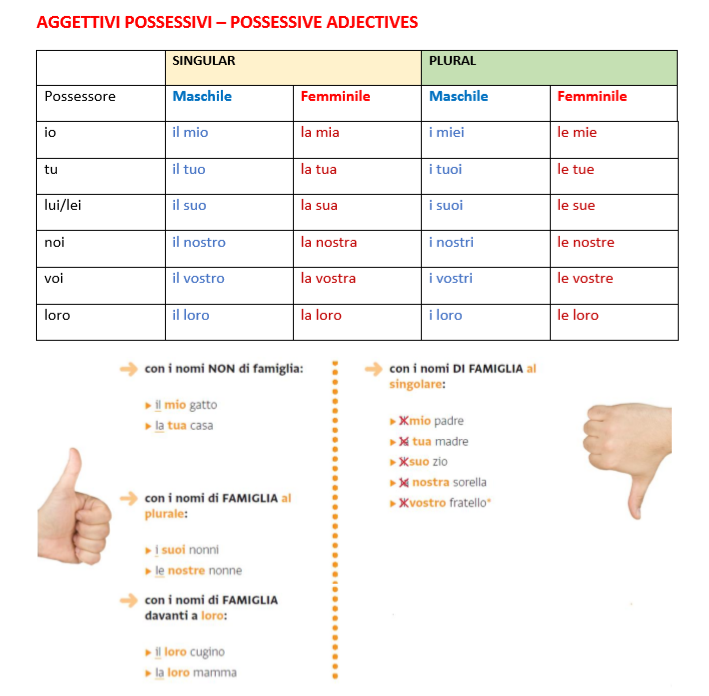 AGGETTIVI POSSESSIVI – POSSESSIVE ADJECTIVES
SINGULAR PLURAL
Possessore Maschile Femminile Maschile Femminile
io il mio la mia i miei le mie
tu il tuo la tua i tuoi le tue
lui/lei il suo la sua i suoi le sue
noi il nostro la nostra i nostri le nostre
voi il vostro la vostra i vostri le vostre
loro il loro la loro i loro le loro
con i nomi NON di famiglia:
il mio gatto
la tua casa
con i nomi di FAMIGLIA al
plurale:
i suoi nonni
le nostre nonne
con i nomi di FAMIGLIA
davanti a loro:
il loro cugino
la loro mamma
con i nomi DI FAMIGLIA al
singolare:
mio padre
tua madre
suo zio
nostra sorella
vostro fratello*